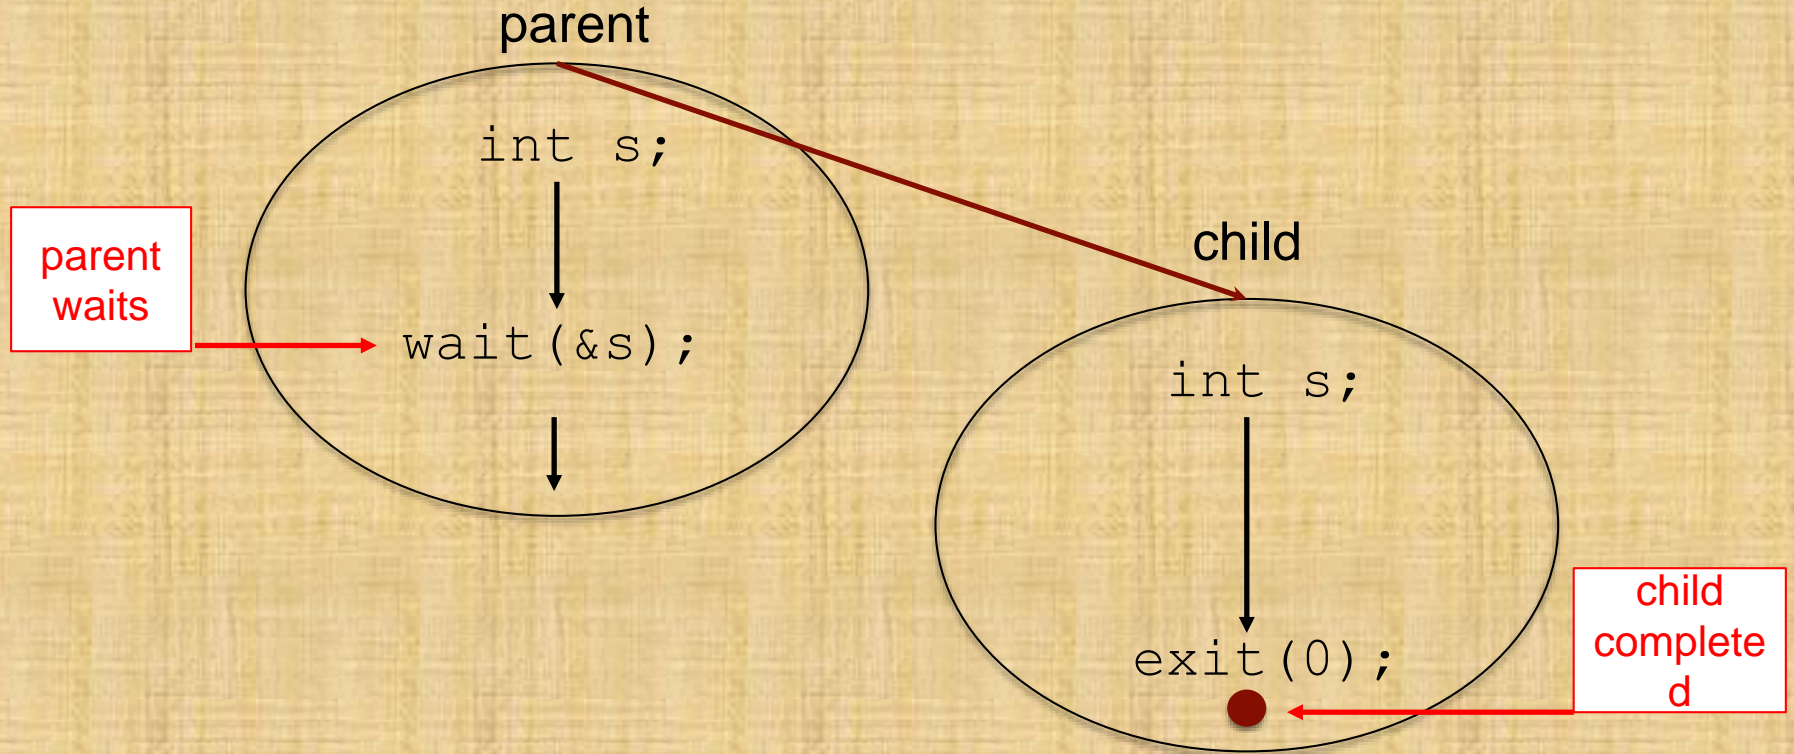 parent
int s;
parent
waits
wait(&s);
child
int s;
exit(0);
child
complete
d